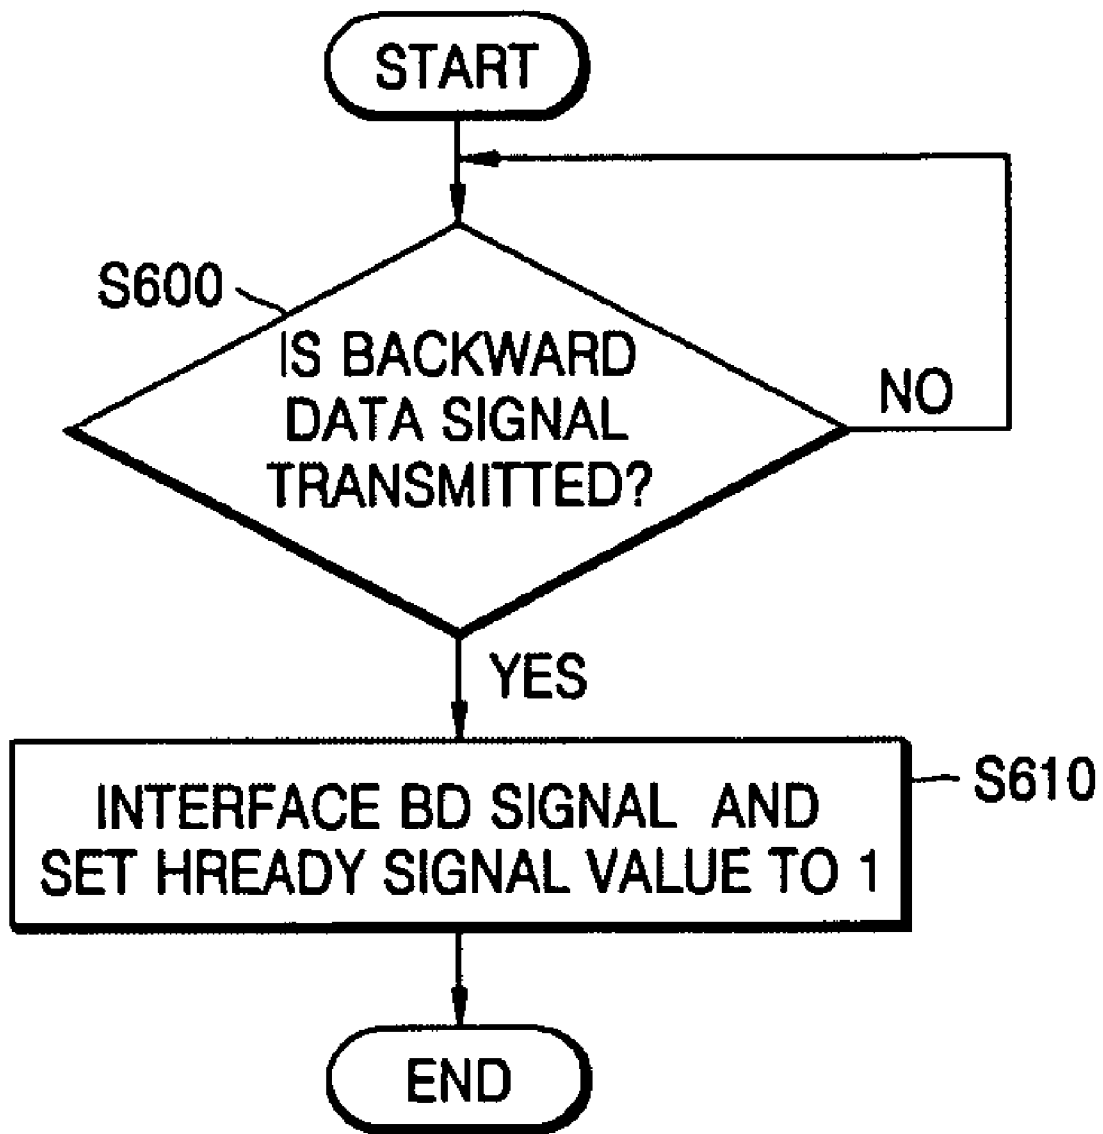 START
S600
IS BACKWARD
DATA SIGNAL
TRANSMITTED?
NO
YES
INTERFACE BD SIGNAL AND
SET HREADY SIGNAL VALUE TO 1
S610
END